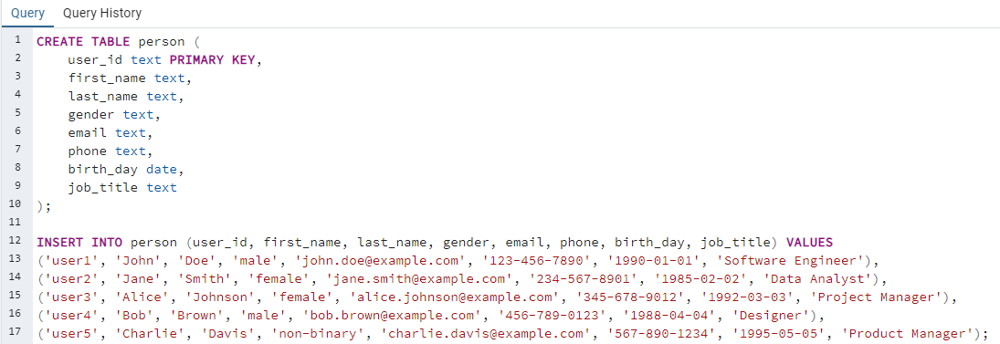 Query Query History
1 CREATE TABLE person (
2 user_id text PRIMARY KEY,
3 first_name text,
4 last_name text,
5 gender text,
6 email text,
7 phone text,
8 birth_day date,
9 job_title text
10 );
11
12 INSERT INTO person (user_id, first_name, last_name, gender, email, phone, birth_day, job_title) VALUES
13 ('user1', 'John', 'Doe', 'male', 'john.doe@example.com', '123-456-7890', '1990-01-01', 'Software Engineer'),
14 ('user2', 'Jane', 'Smith', 'female', 'jane.smith@example.com', '234-567-8901', '1985-02-02', 'Data Analyst'),
15 ('user3', 'Alice', 'Johnson', 'female', 'alice.johnson@example.com', '345-678-9012', '1992-03-03', 'Project Manager'),
16 ('user4', 'Bob', 'Brown', 'male', 'bob.brown@example.com', '456-789-0123', '1988-04-04', 'Designer'),
17 ('user5', 'Charlie', 'Davis', 'non-binary', 'charlie.davis@example.com', '567-890-1234', '1995-05-05', 'Product Manager');